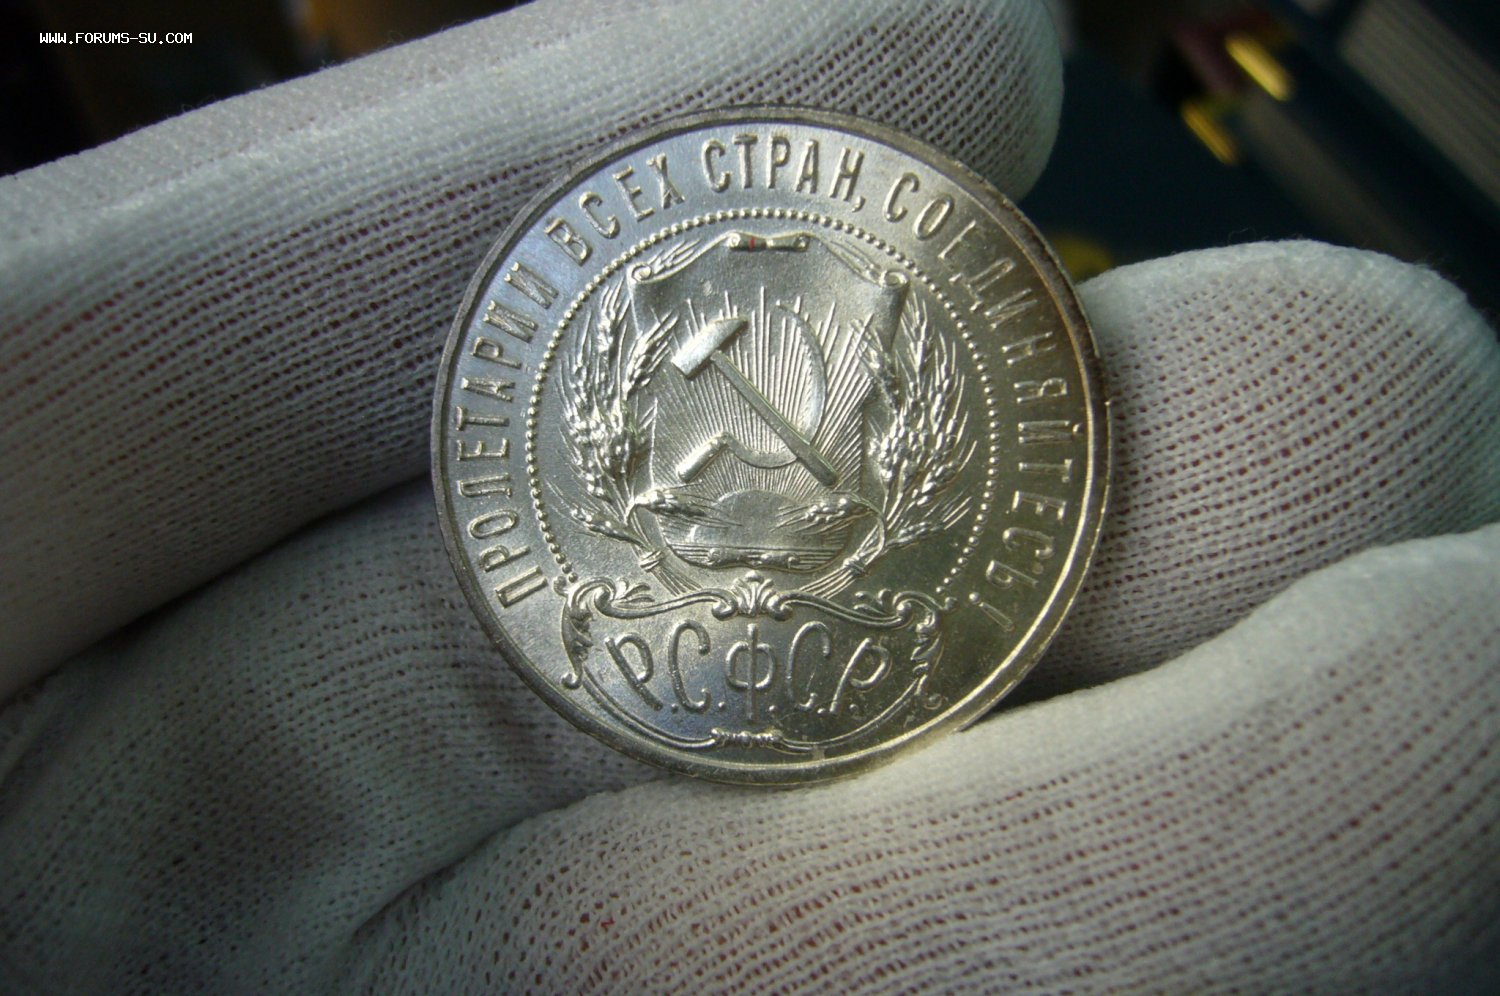 WWW.FORUMS-SU.COM
ПРОЛЕТАРИИ ВСЕХ СТРАН, СОЕДИНЯЙТЕСЬ!
Р.С.Ф.С.Р.